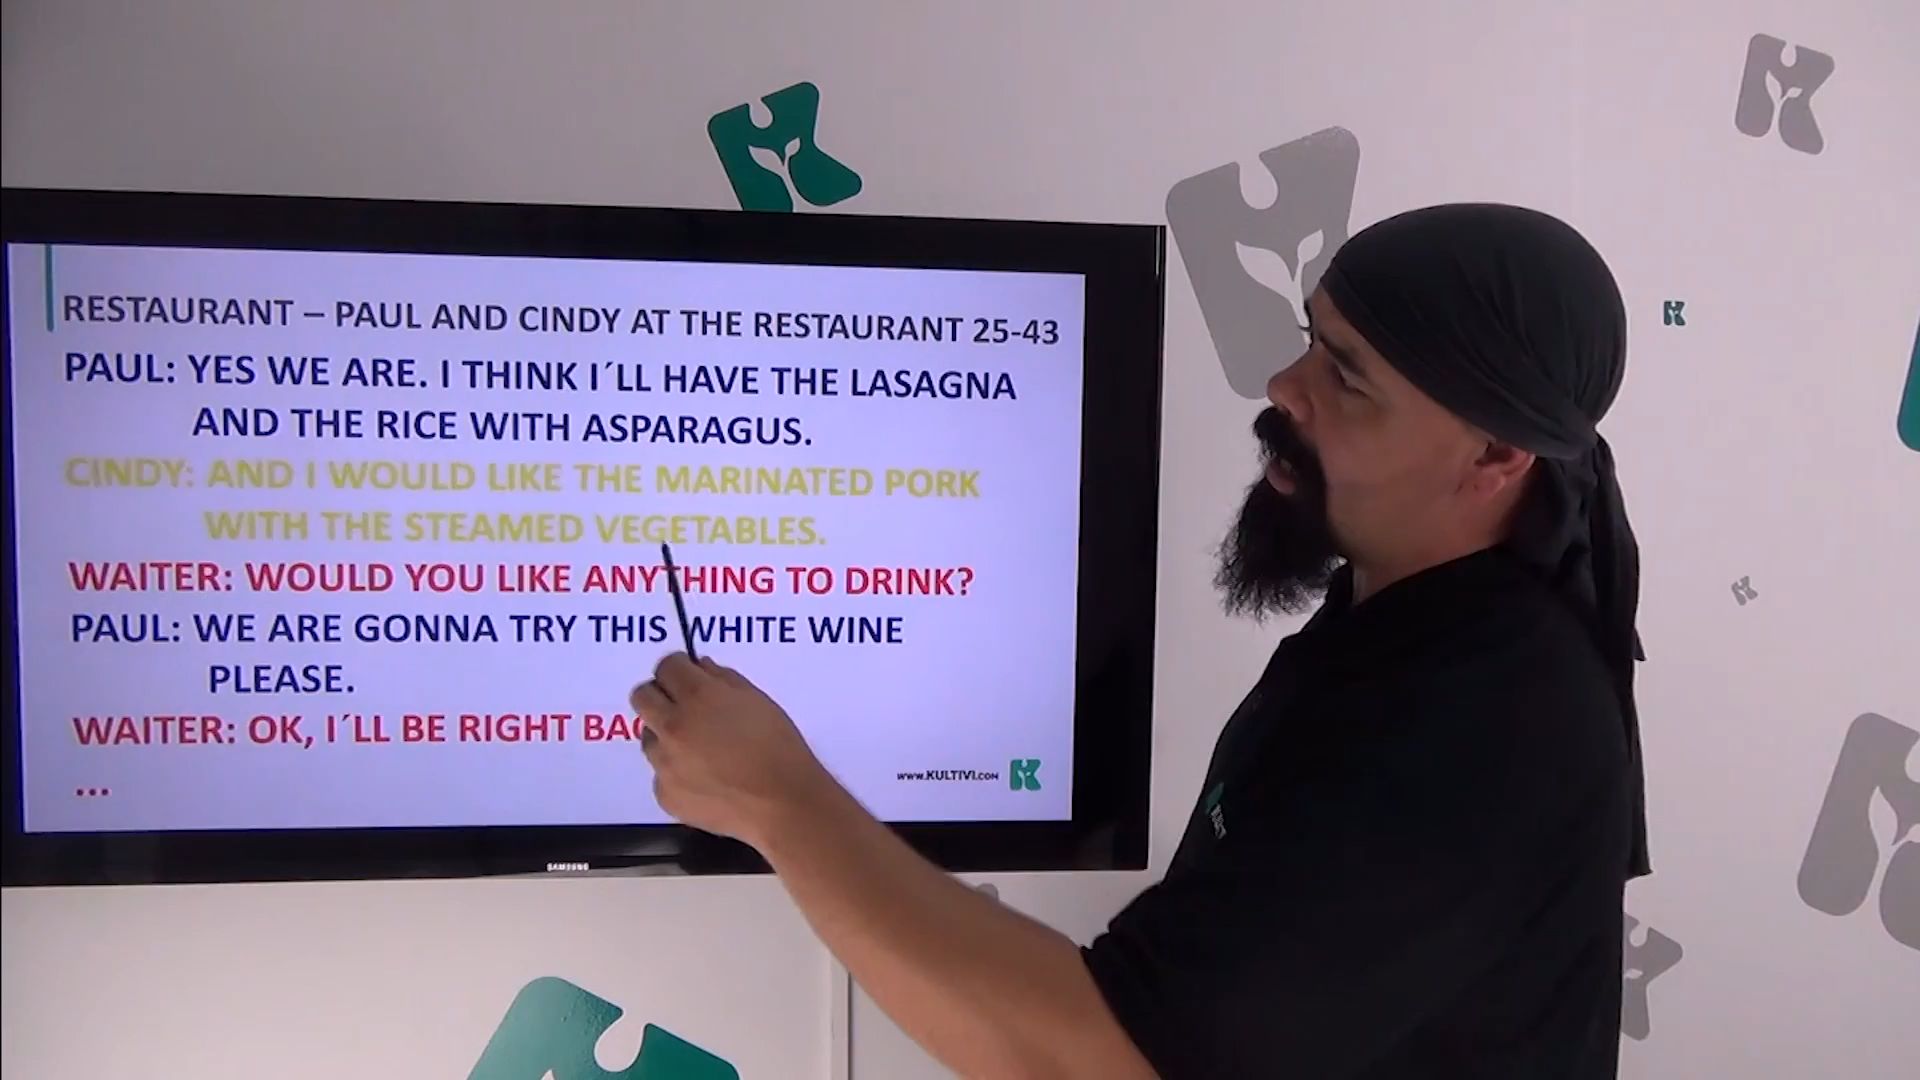 RESTAURANT – PAUL AND CINDY AT THE RESTAURANT 25-43
PAUL: YES WE ARE. I THINK I´LL HAVE THE LASAGNA
AND THE RICE WITH ASPARAGUS.
CINDY: AND I WOULD LIKE THE MARINATED PORK
WITH THE STEAMED VEGETABLES.
WAITER: WOULD YOU LIKE ANYTHING TO DRINK?
PAUL: WE ARE GONNA TRY THIS WHITE WINE
PLEASE.
WAITER: OK, I´LL BE RIGHT
...
WWW.KULTIVI.COM
SAMSUNG